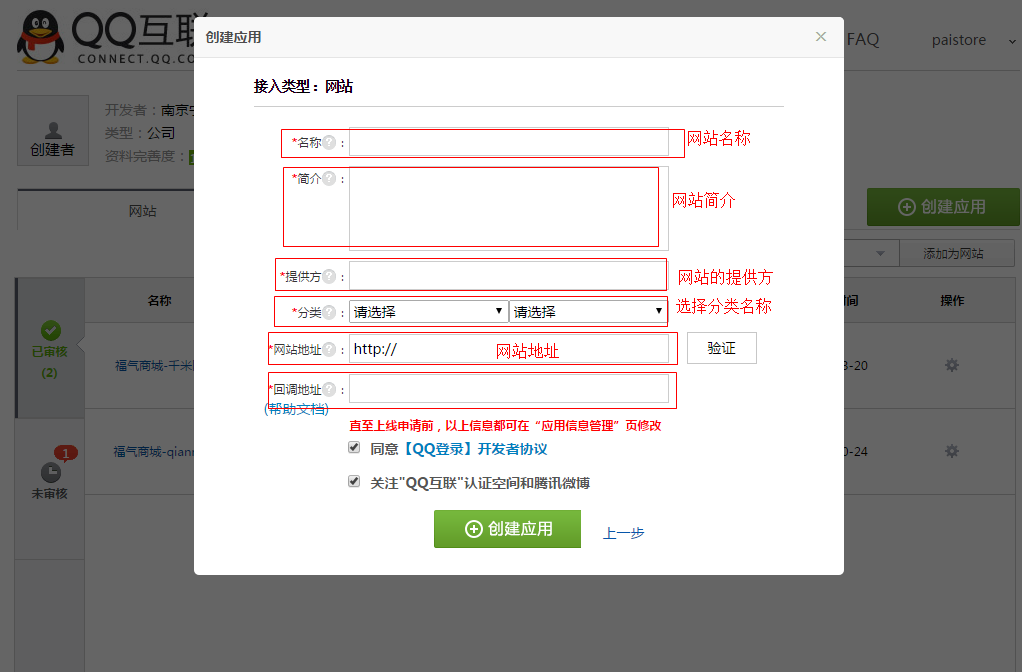 QQ互联
CONNECT.QQ.CO
FAQ
paistore
创建应用
×
接入类型：网站
开发者：南京
类型：公司
资料完善度：
创建者
网站
创建应用
添加为网站
*名称?：
网站名称
*简介?：
网站简介
*提供方?：
网站的提供方
*分类?：
请选择
请选择
选择分类名称
*网站地址?：
http://
网站地址
验证
*回调地址?：
(帮助文档)
直至上线申请前，以上信息都可在“应用信息管理”页修改
同意【QQ登录】开发者协议
关注"QQ互联"认证空间和腾讯微博
创建应用
上一步
名称
间
操作
已审核
(2)
福气商城-千米
3-20
1
未审核
福气商城-qian
0-24